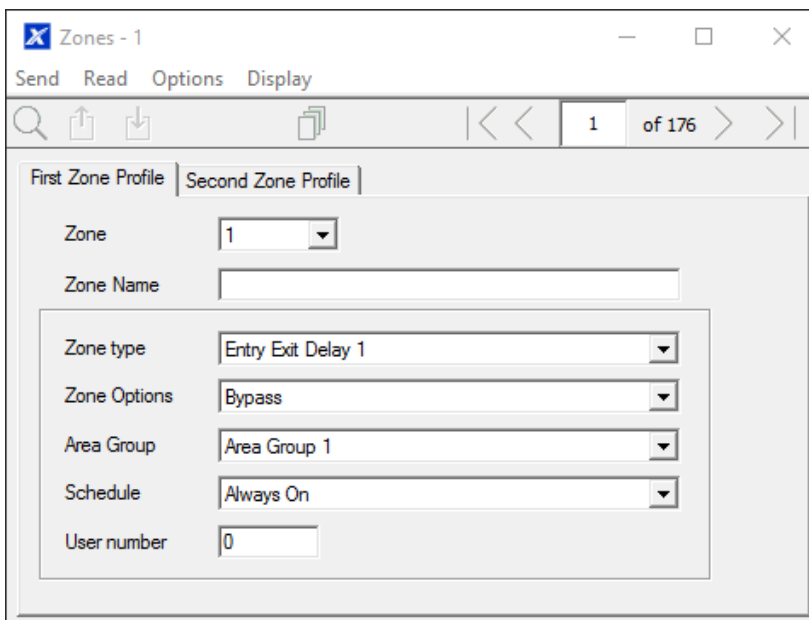 Zones - 1
Send Read Options Display
1 of 176
First Zone Profile Second Zone Profile
Zone 1
Zone Name
Zone type Entry Exit Delay 1
Zone Options Bypass
Area Group Area Group 1
Schedule Always On
User number 0